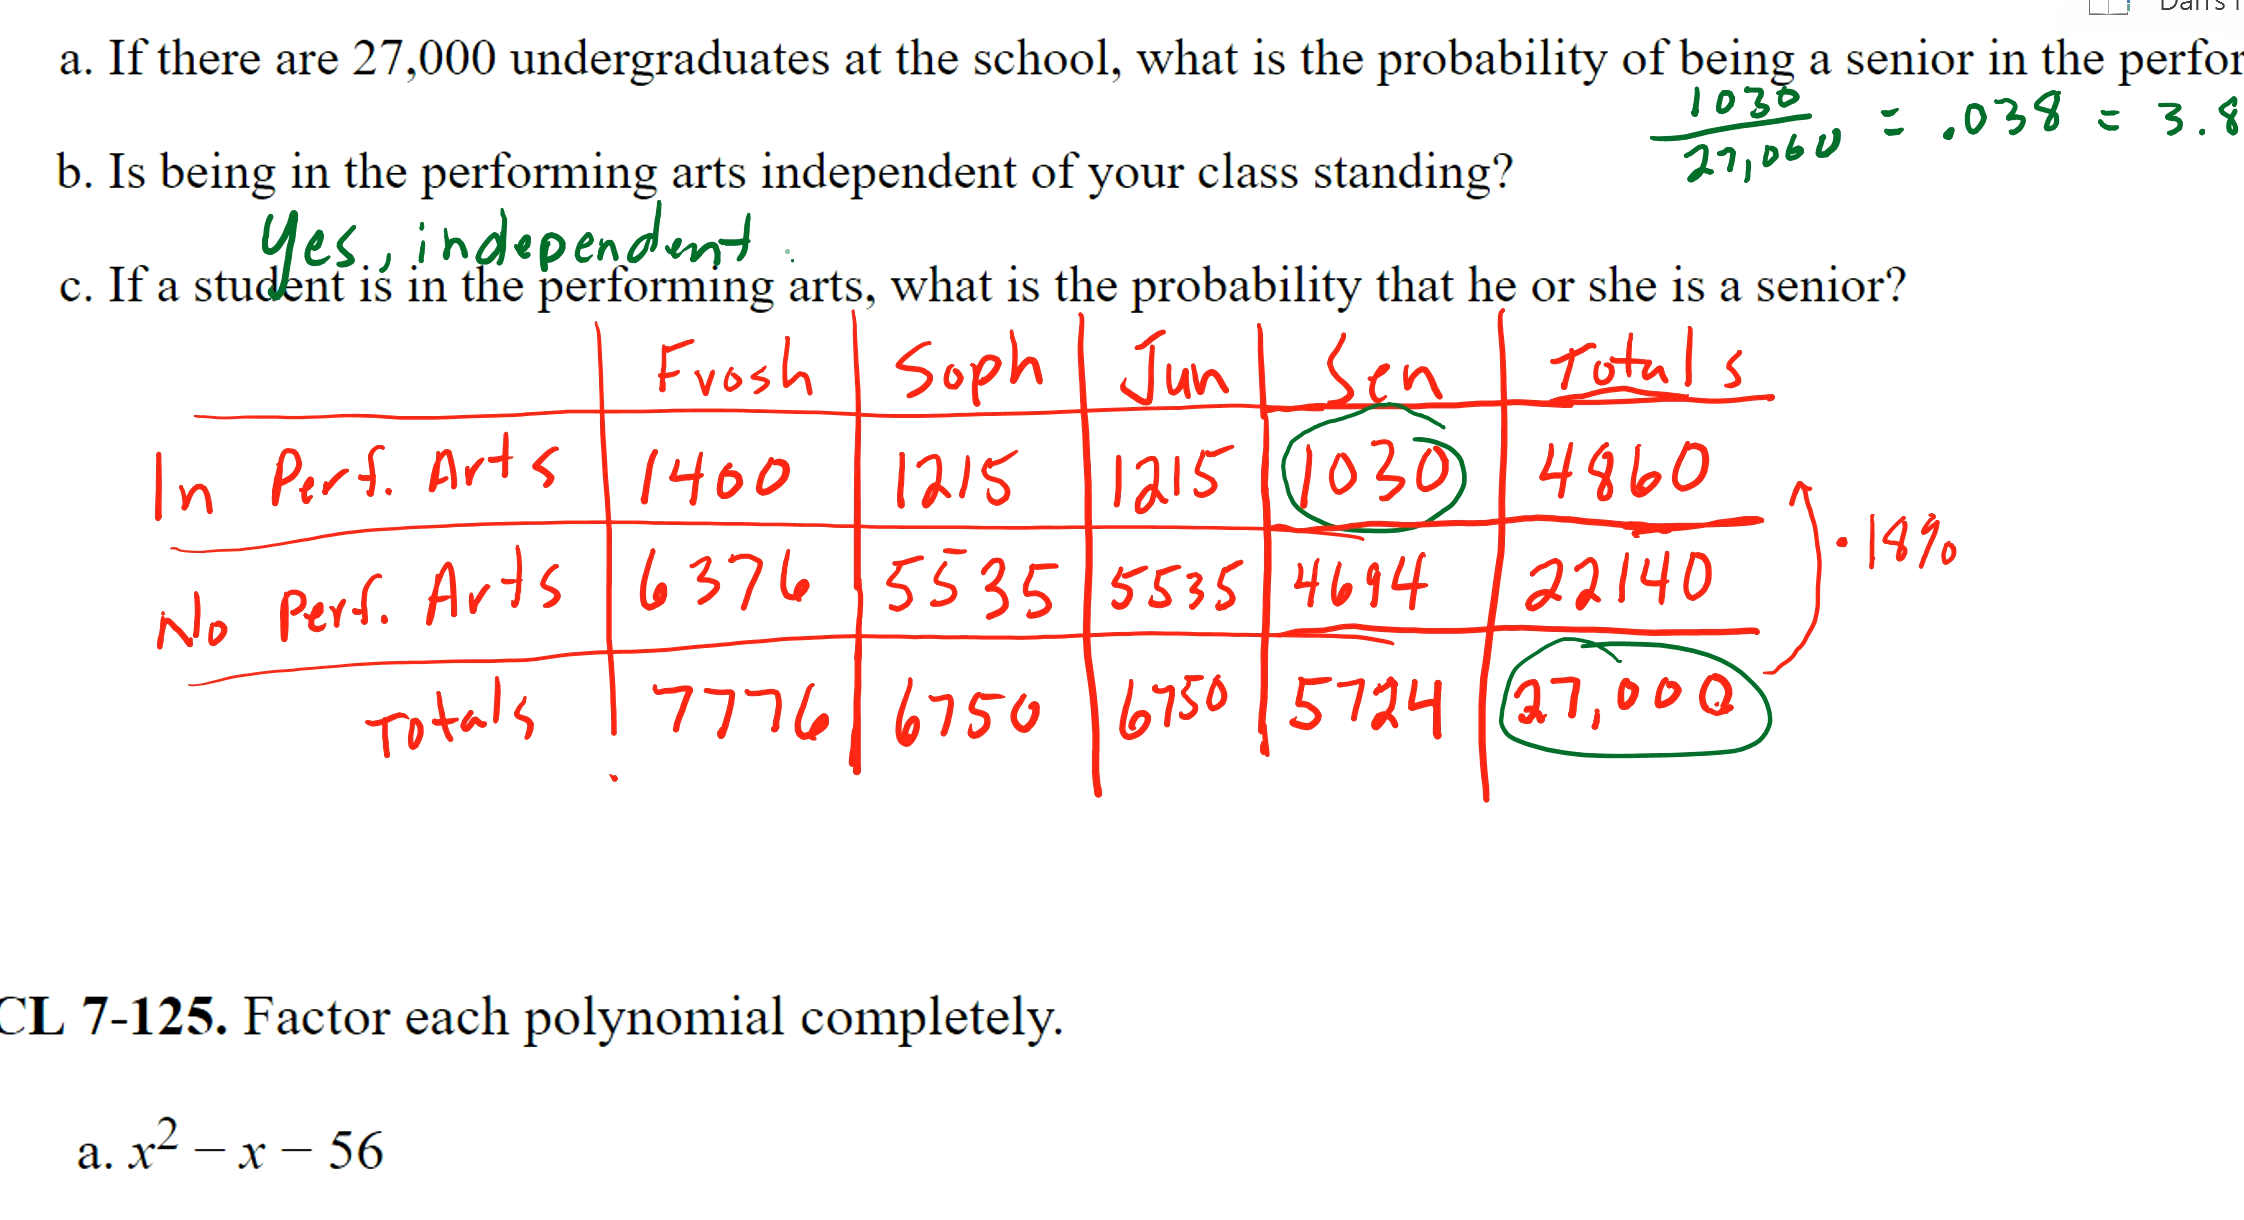 a. If there are 27,000 undergraduates at the school, what is the probability of being a senior in the perfor
1030
27,000 = .038 = 3.8
b. Is being in the performing arts independent of your class standing?
Yes, independent.
c. If a student is in the performing arts, what is the probability that he or she is a senior?
Frosh Soph Jun Sen Totals
In Perf. Arts 1400 1215 1215 1030 4860
· 18%
No Perf. Arts 6376 5535 5535 4694 22140
Totals 7776 6750 6750 5724 27,000
CL 7-125. Factor each polynomial completely.
a. x² − x − 56